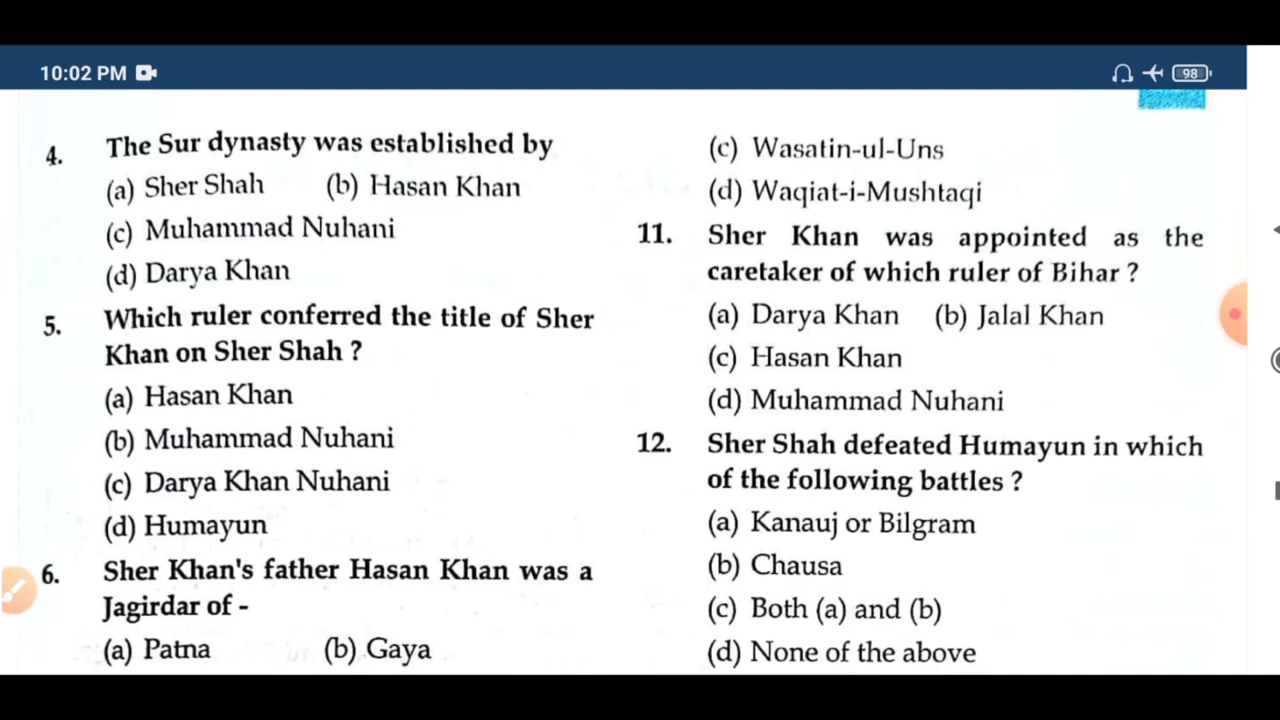 10:02 PM
98
4. The Sur dynasty was established by
(a) Sher Shah (b) Hasan Khan
(c) Muhammad Nuhani
(d) Darya Khan
5. Which ruler conferred the title of Sher
Khan on Sher Shah ?
(a) Hasan Khan
(b) Muhammad Nuhani
(c) Darya Khan Nuhani
(d) Humayun
6. Sher Khan's father Hasan Khan was a
Jagirdar of -
(a) Patna (b) Gaya
(c) Wasatin-ul-Uns
(d) Waqiat-i-Mushtaqi
11. Sher Khan was appointed as the
caretaker of which ruler of Bihar ?
(a) Darya Khan (b) Jalal Khan
(c) Hasan Khan
(d) Muhammad Nuhani
12. Sher Shah defeated Humayun in which
of the following battles ?
(a) Kanauj or Bilgram
(b) Chausa
(c) Both (a) and (b)
(d) None of the above